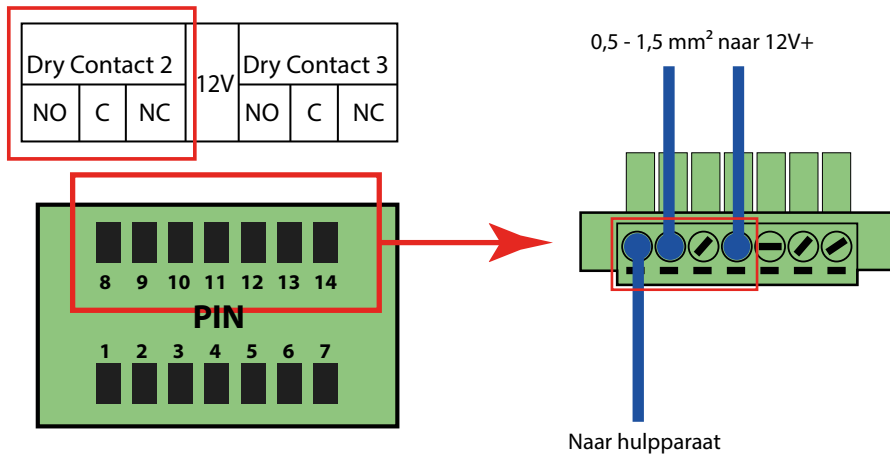 Dry Contact 2 12V Dry Contact 3
NO C NC NO C NC
0,5 - 1,5 mm² naar 12V+
8 9 10 11 12 13 14
PIN
1 2 3 4 5 6 7
Naar hulpparaat